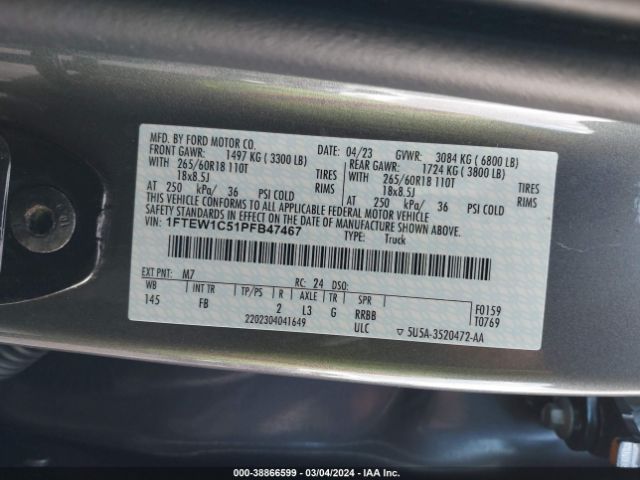 MFD. BY FORD MOTOR CO.
04/23 GVWR: 3084 KG ( 6800 LB)
FRONT GAWR: 1497 KG ( 3300 LB) REAR GAWR: 1724 KG ( 3800 LB)
WITH 265/60R18 110T TIRES WITH 265/60R18 110T TIRES
18x8.5J RIMS 18x8.5J RIMS
AT 250 kPa/ 36 PSI COLD AT 250 kPa/ 36 PSI COLD
THIS VEHICLE CONFORMS TO ALL APPLICABLE FEDERAL MOTOR VEHICLE
SAFETY STANDARDS IN EFFECT ON THE DATE OF MANUFACTURE SHOWN ABOVE.
VIN: 1FTEW1C51PFB47467
TYPE: Truck
EXT PNT: M7 RC: 24 DSO:
WB INT TR TP/PS R AXLE TR SPR F0159
145 FB 2 L3 G RRBB T0769
2202304041649 ULC 5U5A-3520472-AA
000-38866599 - 03/04/2024 - IAA Inc.